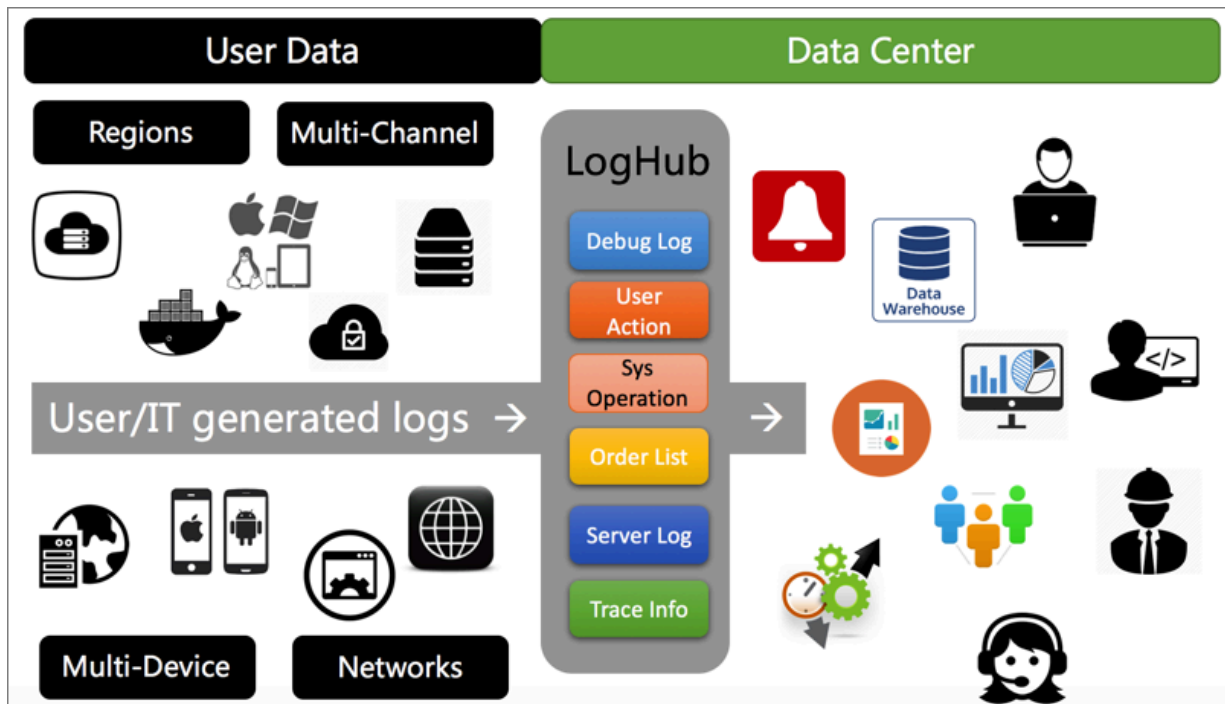 User Data
Data Center
Regions
Multi-Channel
LogHub
Debug Log
User
Action
Sys
Operation
Order List
Server Log
Trace Info
User/IT generated logs →
→
Data
Warehouse
</>
Multi-Device
Networks